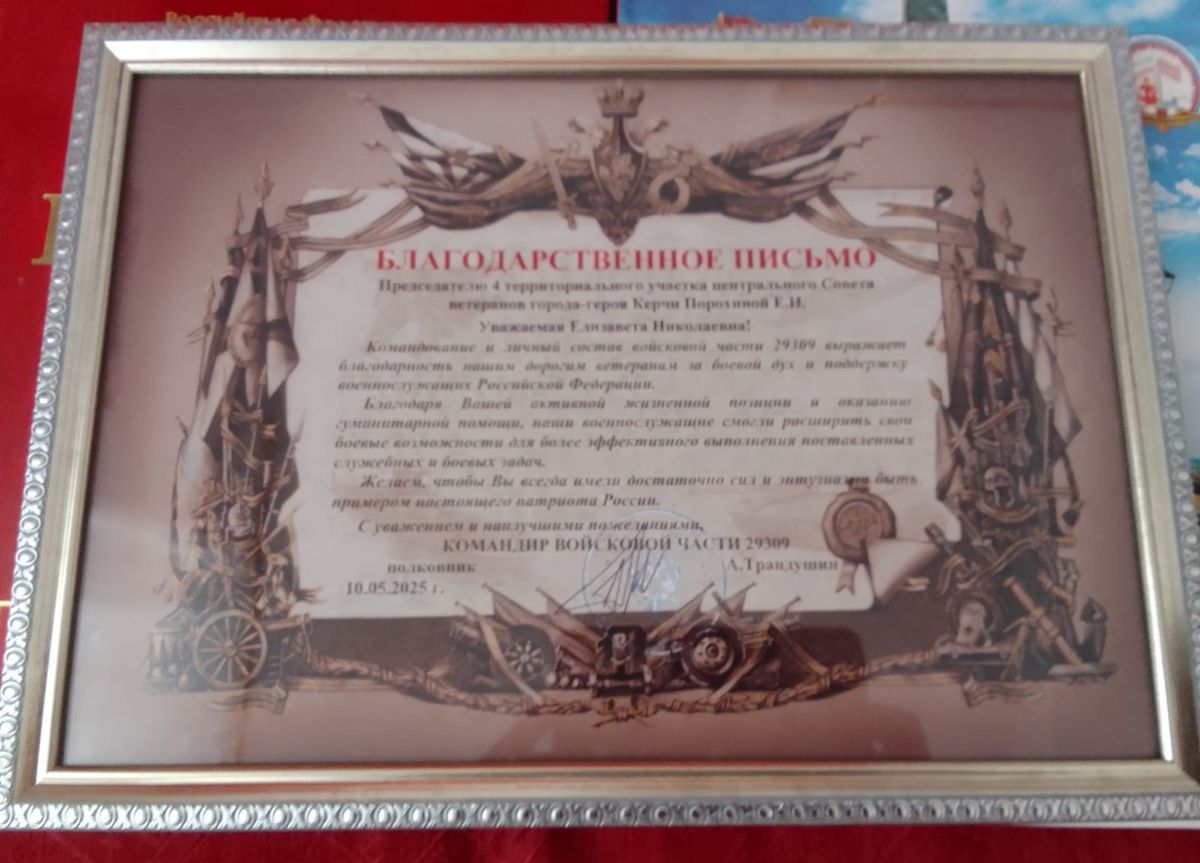 Российская
БЛАГОДАРСТВЕННОЕ ПИСЬМО
Председателю 4 территориального участка центрального Совета
ветеранов города-героя Керчи Порохиной Е.Н.
Уважаемая Елизавета Николаевна!
Командование и личный состав войсковой части 29309 выражает
благодарность нашим дорогим ветеранам за боевой дух и поддержку
военнослужащих Российской Федерации.
Благодаря Вашей активной жизненной позиции и оказанию
гуманитарной помощи, наши военнослужащие смогли расширить свои
боевые возможности для более эффективного выполнения поставленных
служебных и боевых задач.
Желаем, чтобы Вы всегда имели достаточно сил и энтузиазма быть
примером настоящего патриота России.
С уважением и наилучшими пожеланиями,
КОМАНДИР ВОЙСКОВОЙ ЧАСТИ 29309
полковник А.Трандушин
10.05.2025 г.